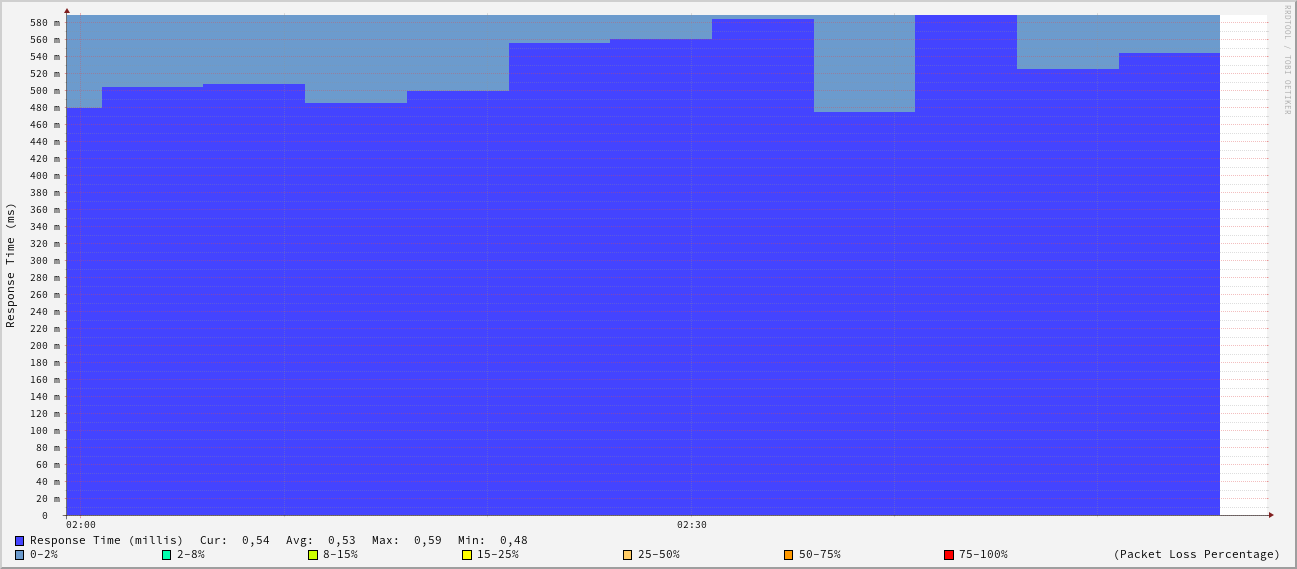 RRDTOOL / TOBI OETIKER
Response Time (ms)
580 m
560 m
540 m
520 m
500 m
480 m
460 m
440 m
420 m
400 m
380 m
360 m
340 m
320 m
300 m
280 m
260 m
240 m
220 m
200 m
180 m
160 m
140 m
120 m
100 m
80 m
60 m
40 m
20 m
0
02:00 02:30
Response Time (millis) Cur: 0,54 Avg: 0,53 Max: 0,59 Min: 0,48
0-2% 2-8% 8-15% 15-25% 25-50% 50-75% 75-100% (Packet Loss Percentage)